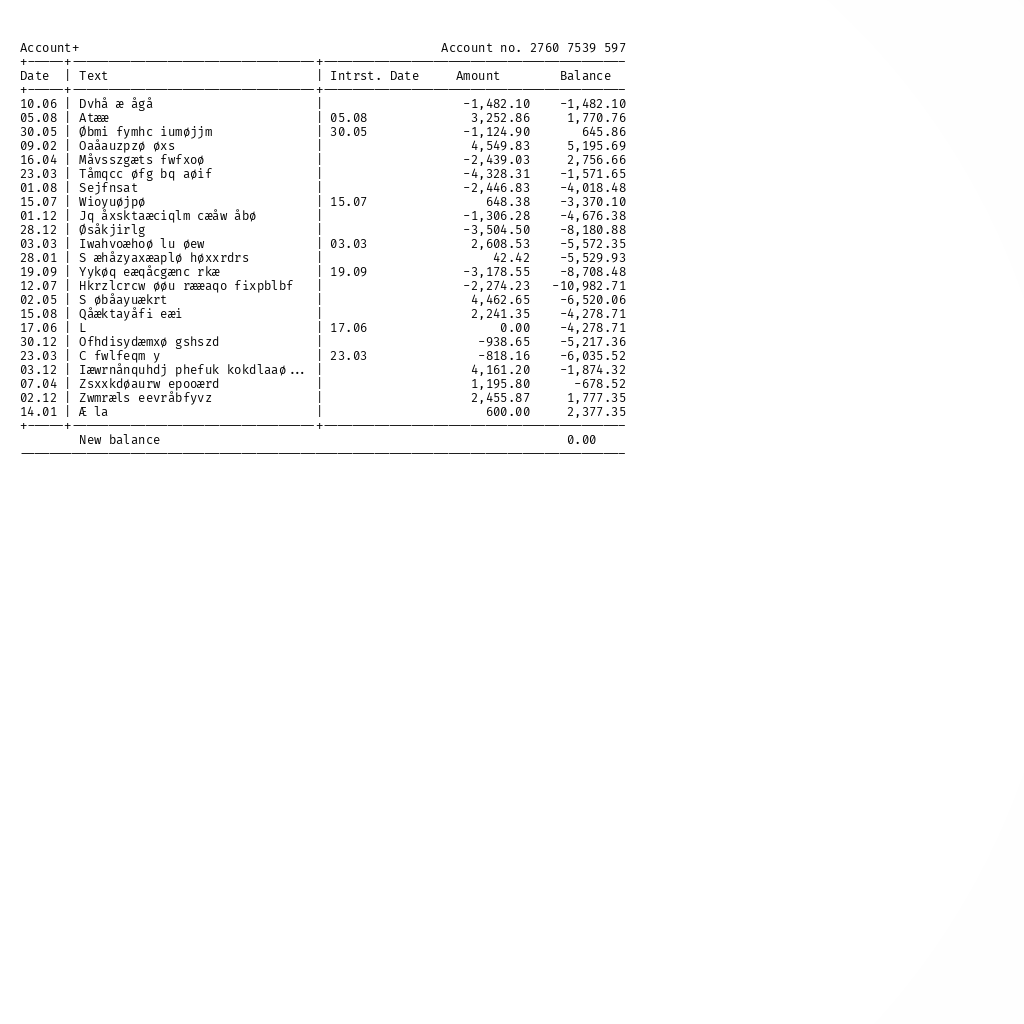 Account+ Account no. 2760 7539 597
+-----+---------------------------------+-----------------------------------------
Date | Text | Intrst. Date Amount Balance
+-----+---------------------------------+-----------------------------------------
10.06 | Dvhå æ ågå | -1,482.10 -1,482.10
05.08 | Atææ | 05.08 3,252.86 1,770.76
30.05 | Øbmi fymhc iumøjjm | 30.05 -1,124.90 645.86
09.02 | Oaåauzpzø øxs | 4,549.83 5,195.69
16.04 | Måvsszgæts fwfxoø | -2,439.03 2,756.66
23.03 | Tåmqcc øfg bq aøif | -4,328.31 -1,571.65
01.08 | Sejfnsat | -2,446.83 -4,018.48
15.07 | Wioyuøjpø | 15.07 648.38 -3,370.10
01.12 | Jq åxsktaæciqlm cæåw åbø | -1,306.28 -4,676.38
28.12 | Øsåkjirlg | -3,504.50 -8,180.88
03.03 | Iwahvoæhoø lu øew | 03.03 2,608.53 -5,572.35
28.01 | S æhåzyaxæaplø høxxrdrs | 42.42 -5,529.93
19.09 | Yykøq eæqåcgænc rkæ | 19.09 -3,178.55 -8,708.48
12.07 | Hkrzlcrcw øøu rææaqo fixpblbf | -2,274.23 -10,982.71
02.05 | S øbåayuækrt | 4,462.65 -6,520.06
15.08 | Qåæktayåfi eæi | 2,241.35 -4,278.71
17.06 | L | 17.06 0.00 -4,278.71
30.12 | Ofhdisydæmxø gshszd | -938.65 -5,217.36
23.03 | C fwlfeqm y | 23.03 -818.16 -6,035.52
03.12 | Iæwrnånquhdj phefuk kokdlaaø... | 4,161.20 -1,874.32
07.04 | Zsxxkdøaurw epooærd | 1,195.80 -678.52
02.12 | Zwmræls eevråbfyvz | 2,455.87 1,777.35
14.01 | Æ la | 600.00 2,377.35
+-----+---------------------------------+-----------------------------------------
New balance 0.00
----------------------------------------------------------------------------------